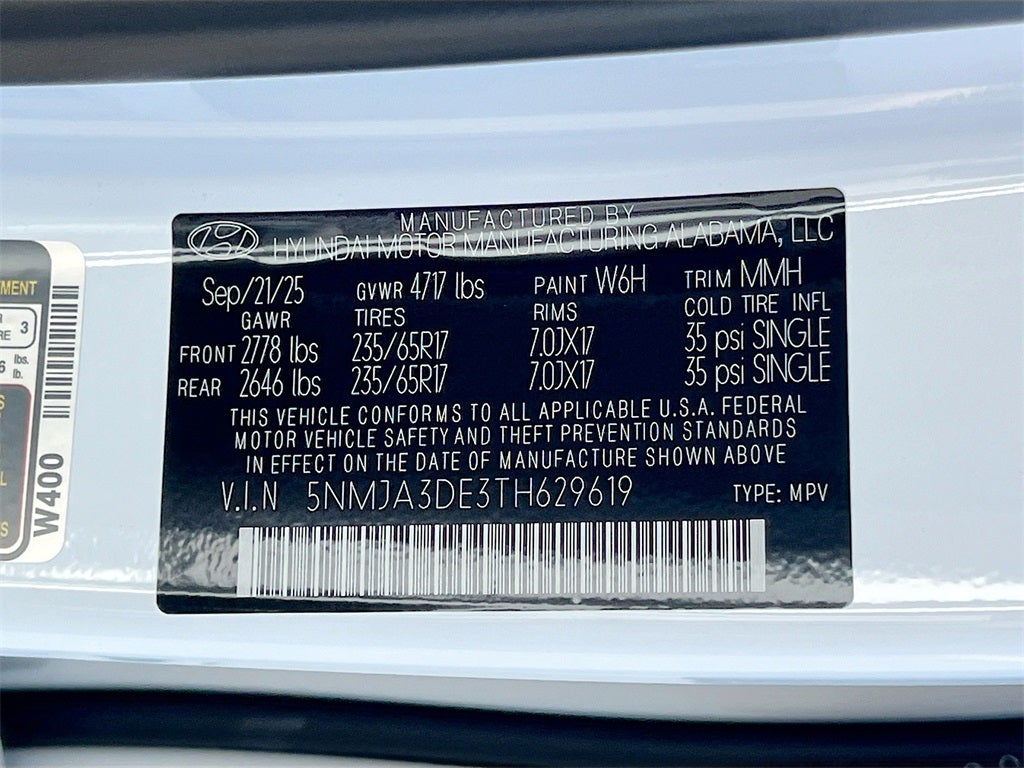 MANUFACTURED BY
HYUNDAI MOTOR MANUFACTURING ALABAMA, LLC
Sep/21/25 GVWR 4717 lbs PAINT W6H TRIM MMH
GAWR TIRES RIMS COLD TIRE INFL
FRONT 2778 lbs 235/65R17 7.0JX17 35 psi SINGLE
REAR 2646 lbs 235/65R17 7.0JX17 35 psi SINGLE
THIS VEHICLE CONFORMS TO ALL APPLICABLE U.S.A. FEDERAL
MOTOR VEHICLE SAFETY AND THEFT PREVENTION STANDARDS
IN EFFECT ON THE DATE OF MANUFACTURE SHOWN ABOVE
V.I.N 5NMJA3DE3TH629619 TYPE: MPV
3
lbs.
lb.
W400